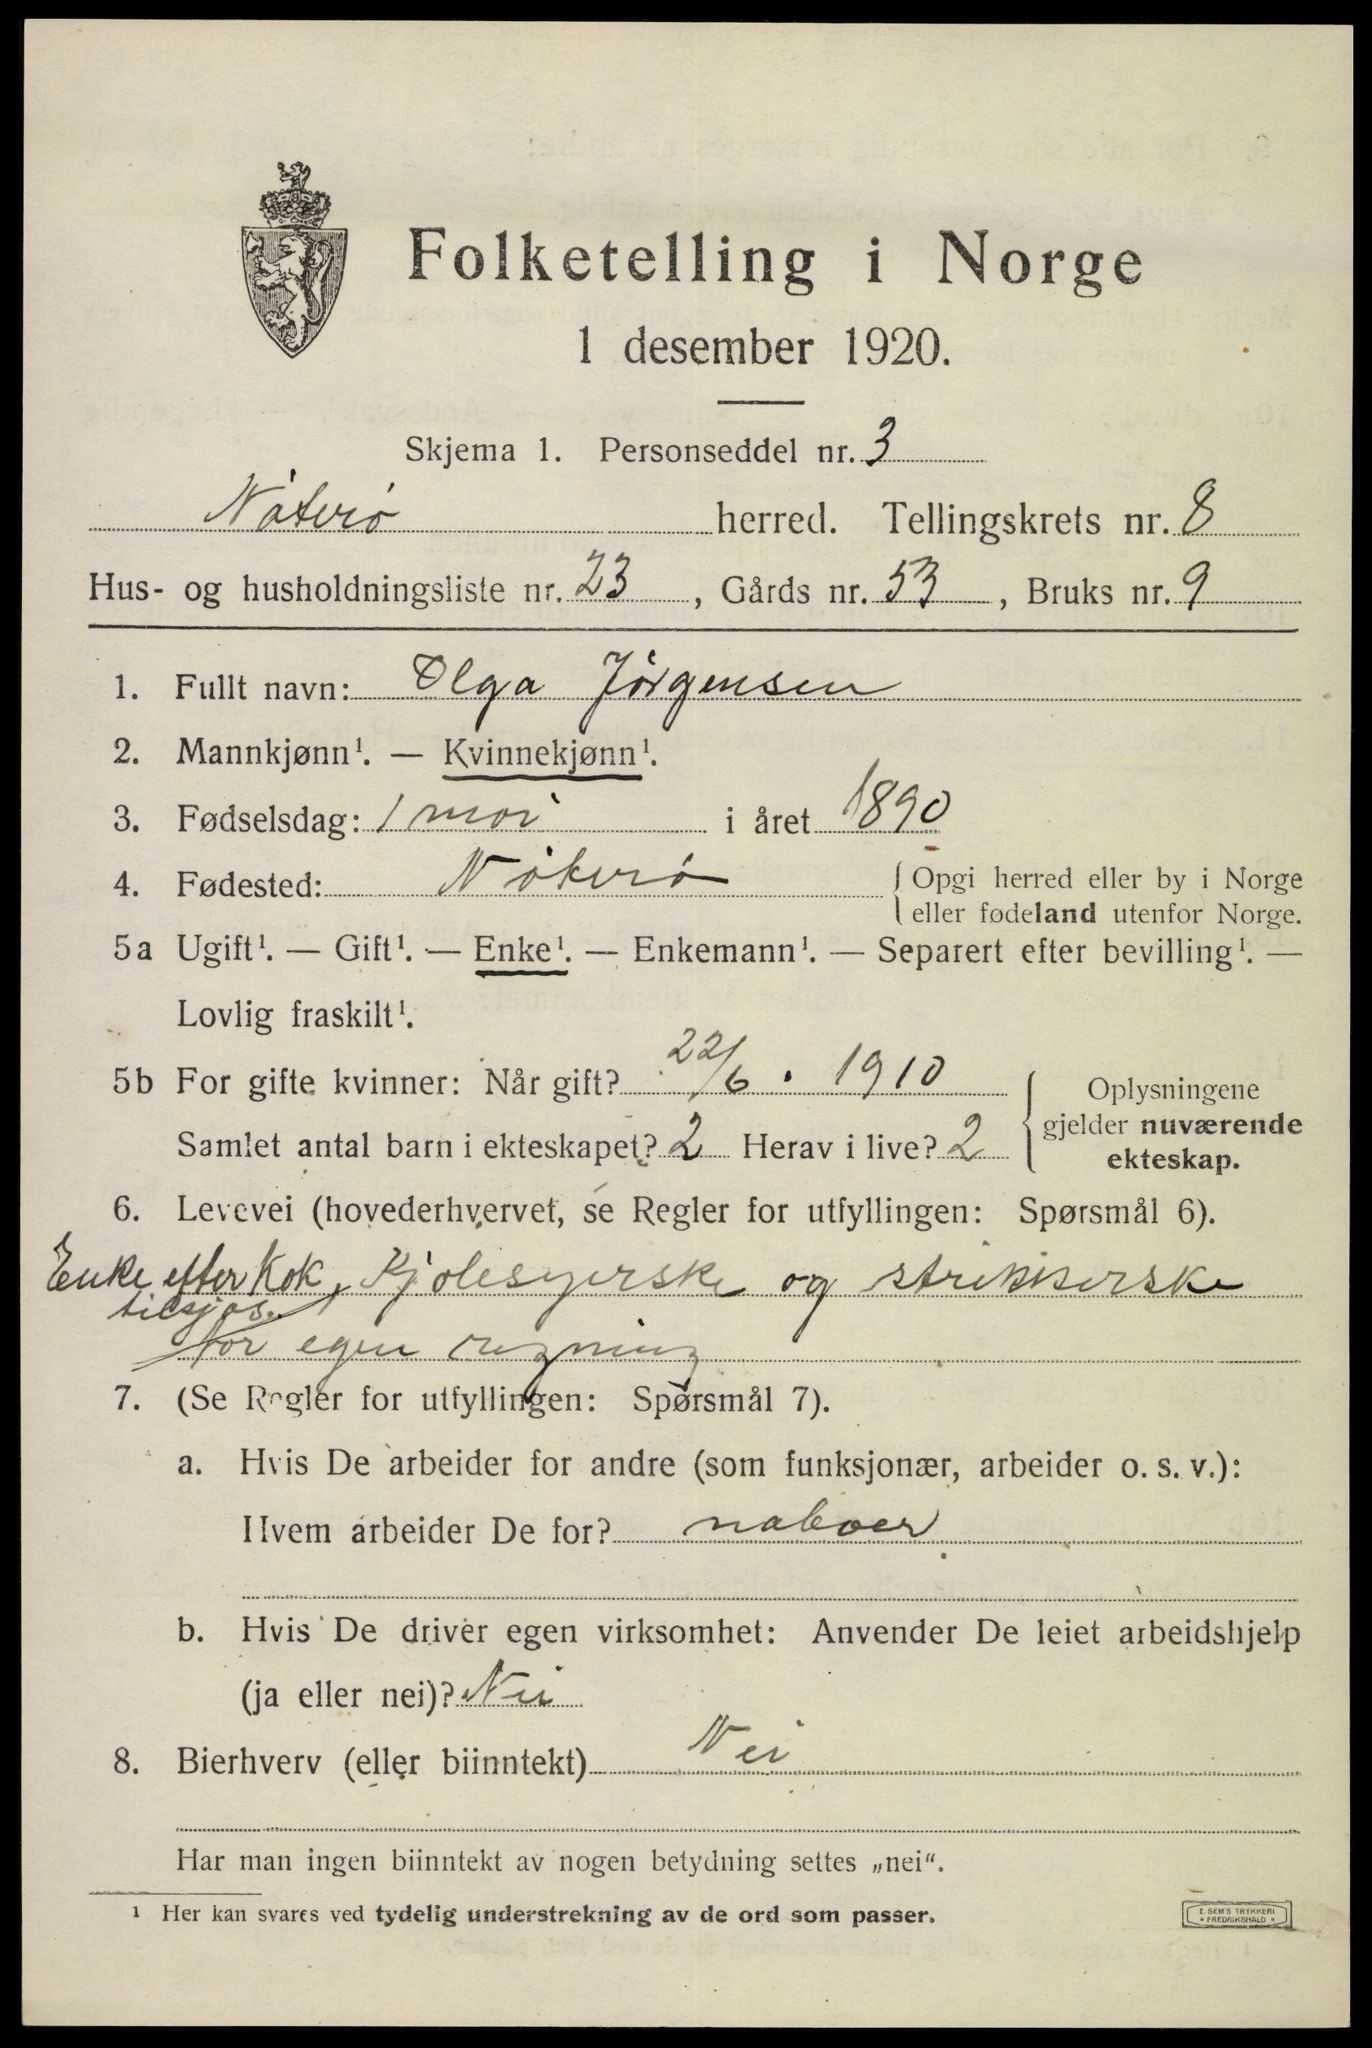 Folketelling i Norge
1 desember 1920.
Skjema 1. Personseddel nr. 3
Nøterø herred. Tellingskrets nr. 8
Hus- og husholdningsliste nr. 23, Gårds nr. 53, Bruks nr. 9
1. Fullt navn: Olga Jörgensen
2. Mannkjønn¹. — Kvinnekjønn¹.
3. Fødselsdag: 1 mai i året 1890
4. Fødested: Nøterø { Opgi herred eller by i Norge
eller fødeland utenfor Norge.
5a Ugift¹. — Gift¹. — Enke¹. — Enkemann¹. — Separert efter bevilling¹. —
Lovlig fraskilt¹.
5b For gifte kvinner: Når gift? 22/6. 1910
Samlet antal barn i ekteskapet? 2 Herav i live? 2
Oplysningene
gjelder nuværende
ekteskap.
6. Levevei (hovederhvervet, se Regler for utfyllingen: Spørsmål 6).
Enke efter Kok, Kjolesyerske og strikkerske
tilsjøs.
for egen regning
7. (Se Regler for utfyllingen: Spørsmål 7).
a. Hvis De arbeider for andre (som funksjonær, arbeider o. s. v.):
Hvem arbeider De for? naboer
b. Hvis De driver egen virksomhet: Anvender De leiet arbeidshjelp
(ja eller nei)? Nei
8. Bierhverv (eller biinntekt) Nei
Har man ingen biinntekt av nogen betydning settes „nei“.
¹ Her kan svares ved tydelig understrekning av de ord som passer.
E. SEM'S TRYKKERI
FREDRIKSHALD